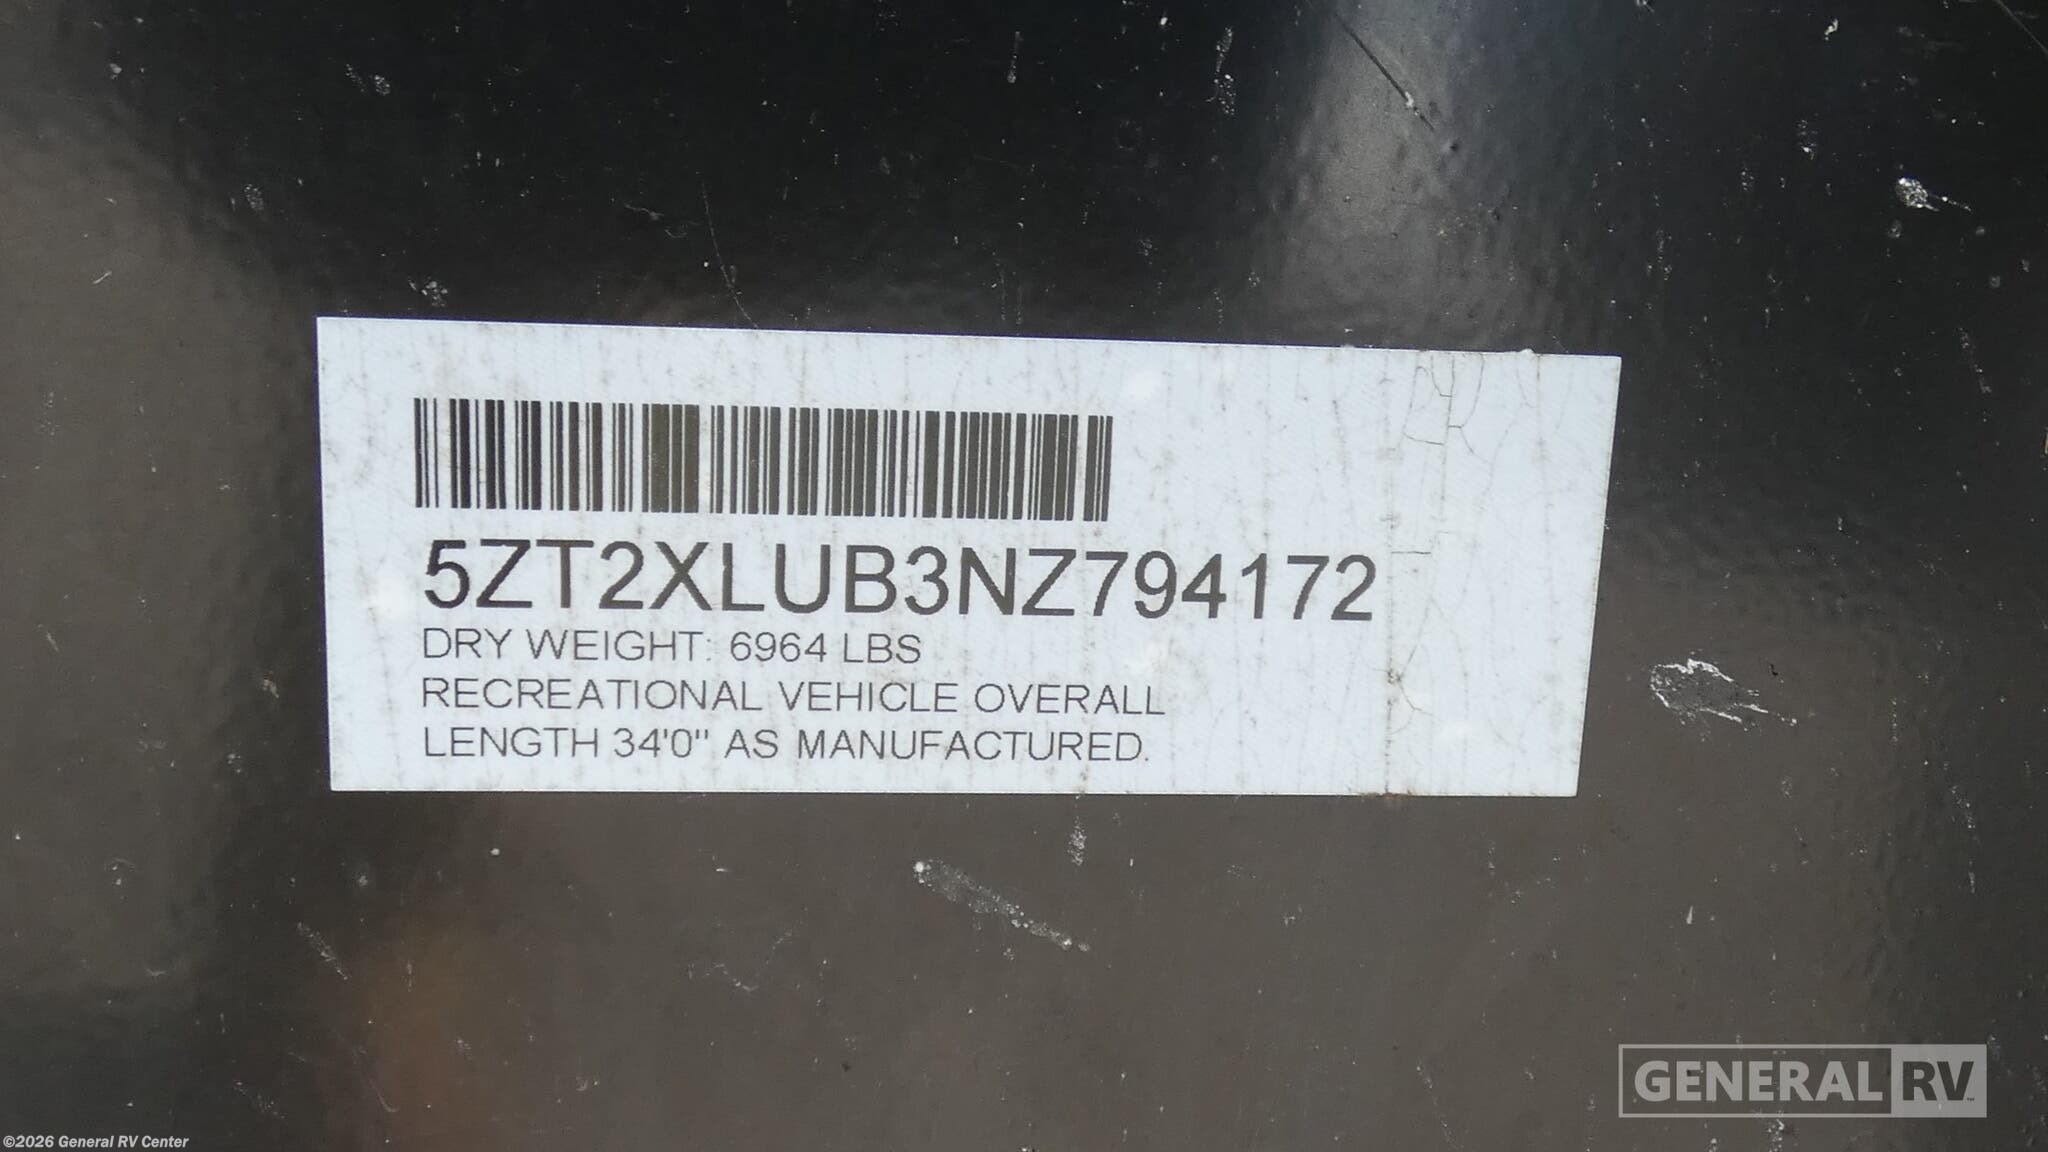 5ZT2XLUB3NZ794172
DRY WEIGHT: 6964 LBS
RECREATIONAL VEHICLE OVERALL
LENGTH 34'0" AS MANUFACTURED.
GENERAL RV
©2026 General RV Center